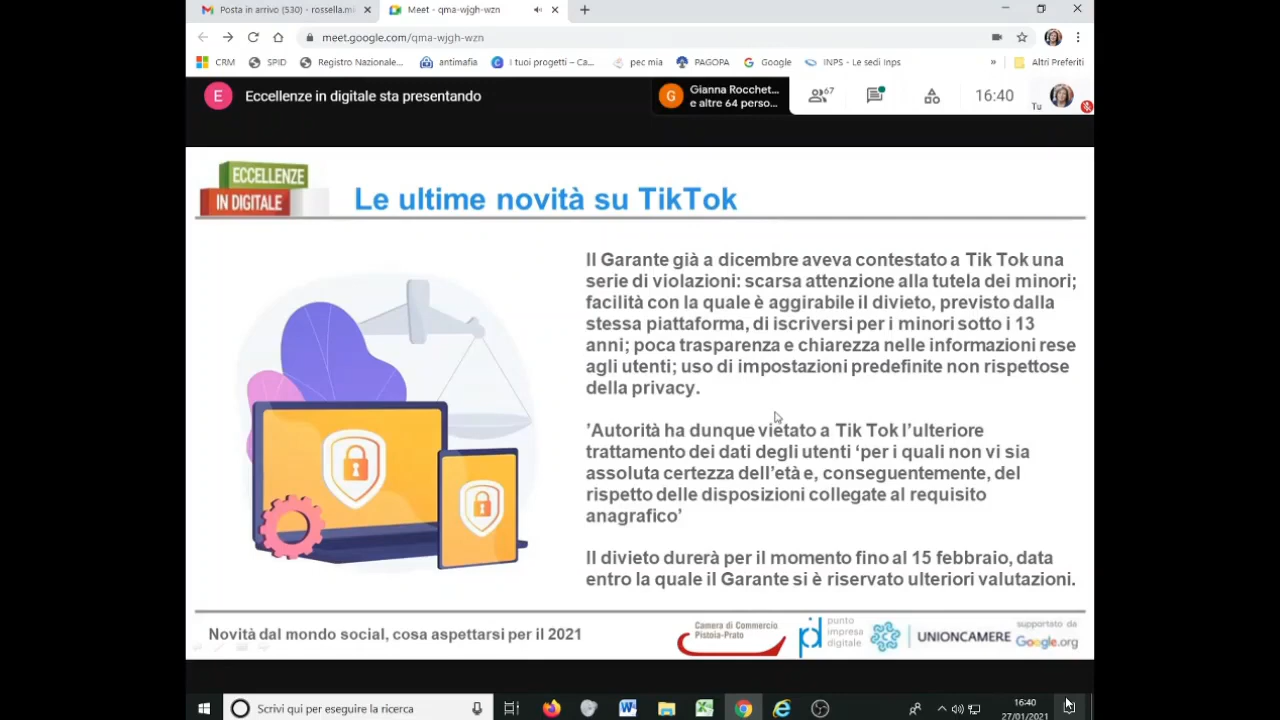 Posta in arrivo (530) - rossella.mi
Meet - qma-wjgh-wzn
meet.google.com/qma-wjgh-wzn
CRM
SPID
Registro Nazionale...
antimafia
I tuoi progetti – Ca...
pec mia
PAGOPA
Google
INPS - Le sedi Inps
»
Altri Preferiti
E
Eccellenze in digitale sta presentando
G
Gianna Rocchet...
e altre 64 perso...
67
16:40
Tu
ECCELLENZE
IN DIGITALE
Le ultime novità su TikTok
Il Garante già a dicembre aveva contestato a Tik Tok una
serie di violazioni: scarsa attenzione alla tutela dei minori;
facilità con la quale è aggirabile il divieto, previsto dalla
stessa piattaforma, di iscriversi per i minori sotto i 13
anni; poca trasparenza e chiarezza nelle informazioni rese
agli utenti; uso di impostazioni predefinite non rispettose
della privacy.
'Autorità ha dunque vietato a Tik Tok l'ulteriore
trattamento dei dati degli utenti 'per i quali non vi sia
assoluta certezza dell'età e, conseguentemente, del
rispetto delle disposizioni collegate al requisito
anagrafico'
Il divieto durerà per il momento fino al 15 febbraio, data
entro la quale il Garante si è riservato ulteriori valutazioni.
Novità dal mondo social, cosa aspettarsi per il 2021
Camera di Commercio
Pistoia-Prato
pid
punto
impresa
digitale
UNIONCAMERE
supportato da
Google.org
Scrivi qui per eseguire la ricerca
16:40
27/01/2021